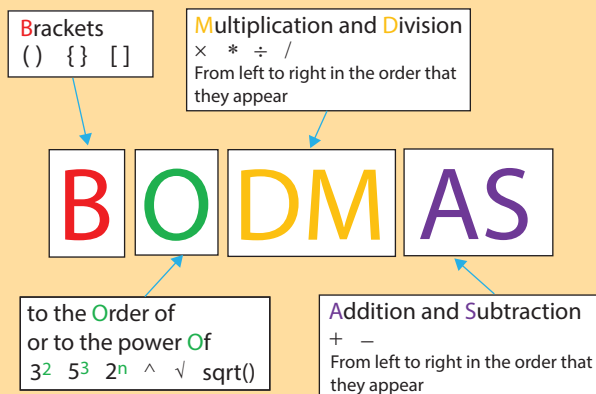 Brackets
( ) { } [ ]
Multiplication and Division
× * ÷ /
From left to right in the order that
they appear
BODMAS
to the Order of
or to the power Of
3² 5³ 2ⁿ ^ √ sqrt()
Addition and Subtraction
+ –
From left to right in the order that
they appear